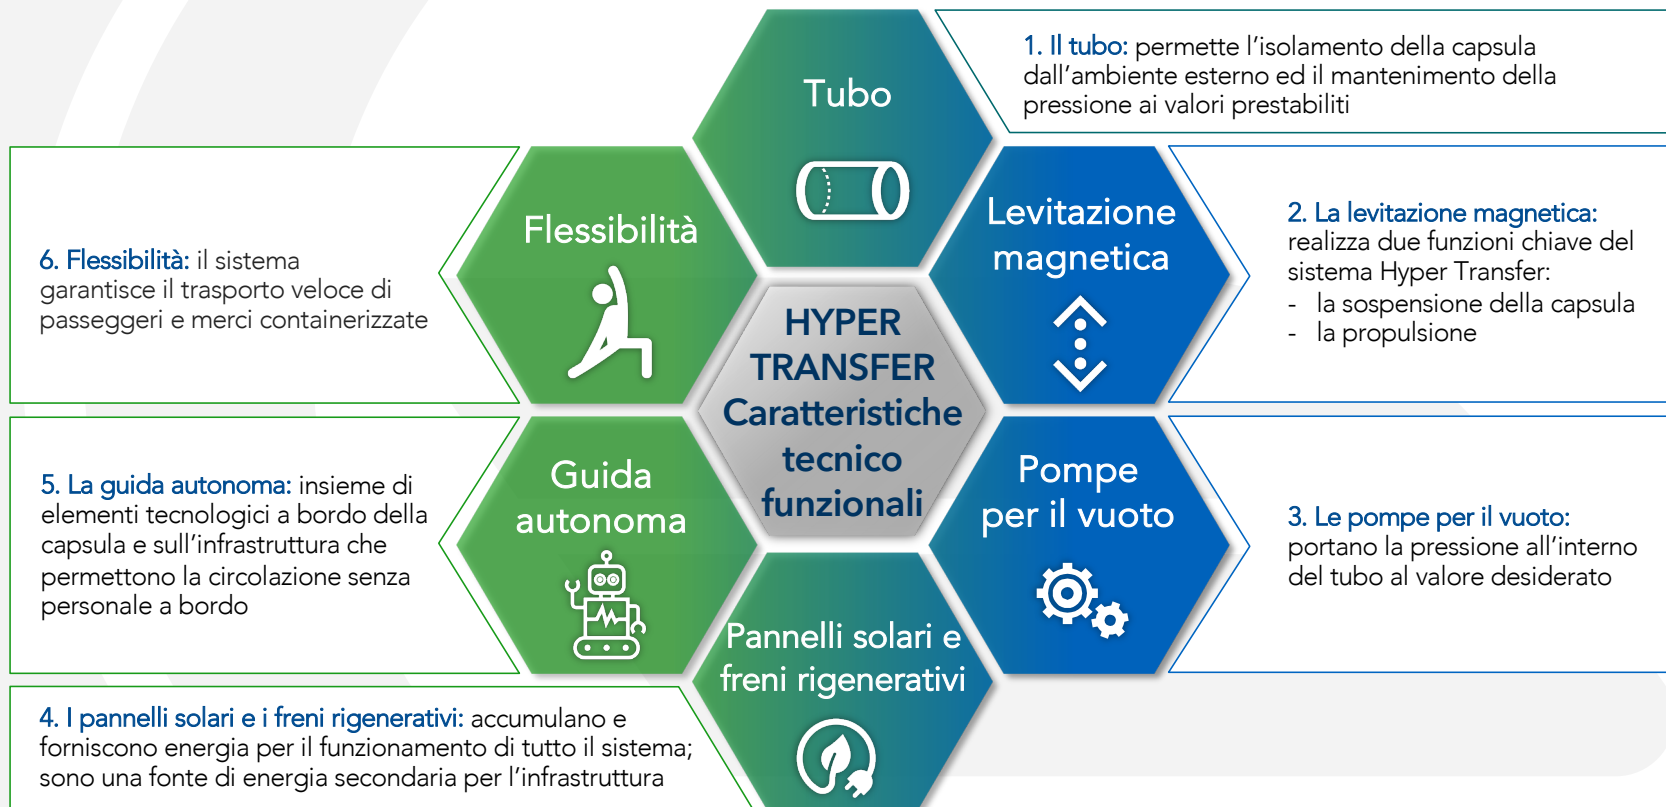 Tubo
1. Il tubo: permette l’isolamento della capsula
dall’ambiente esterno ed il mantenimento della
pressione ai valori prestabiliti
Levitazione
magnetica
2. La levitazione magnetica:
realizza due funzioni chiave del
sistema Hyper Transfer:
- la sospensione della capsula
- la propulsione
Flessibilità
6. Flessibilità: il sistema
garantisce il trasporto veloce di
passeggeri e merci containerizzate
HYPER
TRANSFER
Caratteristiche
tecnico
funzionali
Pompe
per il vuoto
3. Le pompe per il vuoto:
portano la pressione all’interno
del tubo al valore desiderato
Guida
autonoma
5. La guida autonoma: insieme di
elementi tecnologici a bordo della
capsula e sull’infrastruttura che
permettono la circolazione senza
personale a bordo
Pannelli solari e
freni rigenerativi
4. I pannelli solari e i freni rigenerativi: accumulano e
forniscono energia per il funzionamento di tutto il sistema;
sono una fonte di energia secondaria per l’infrastruttura